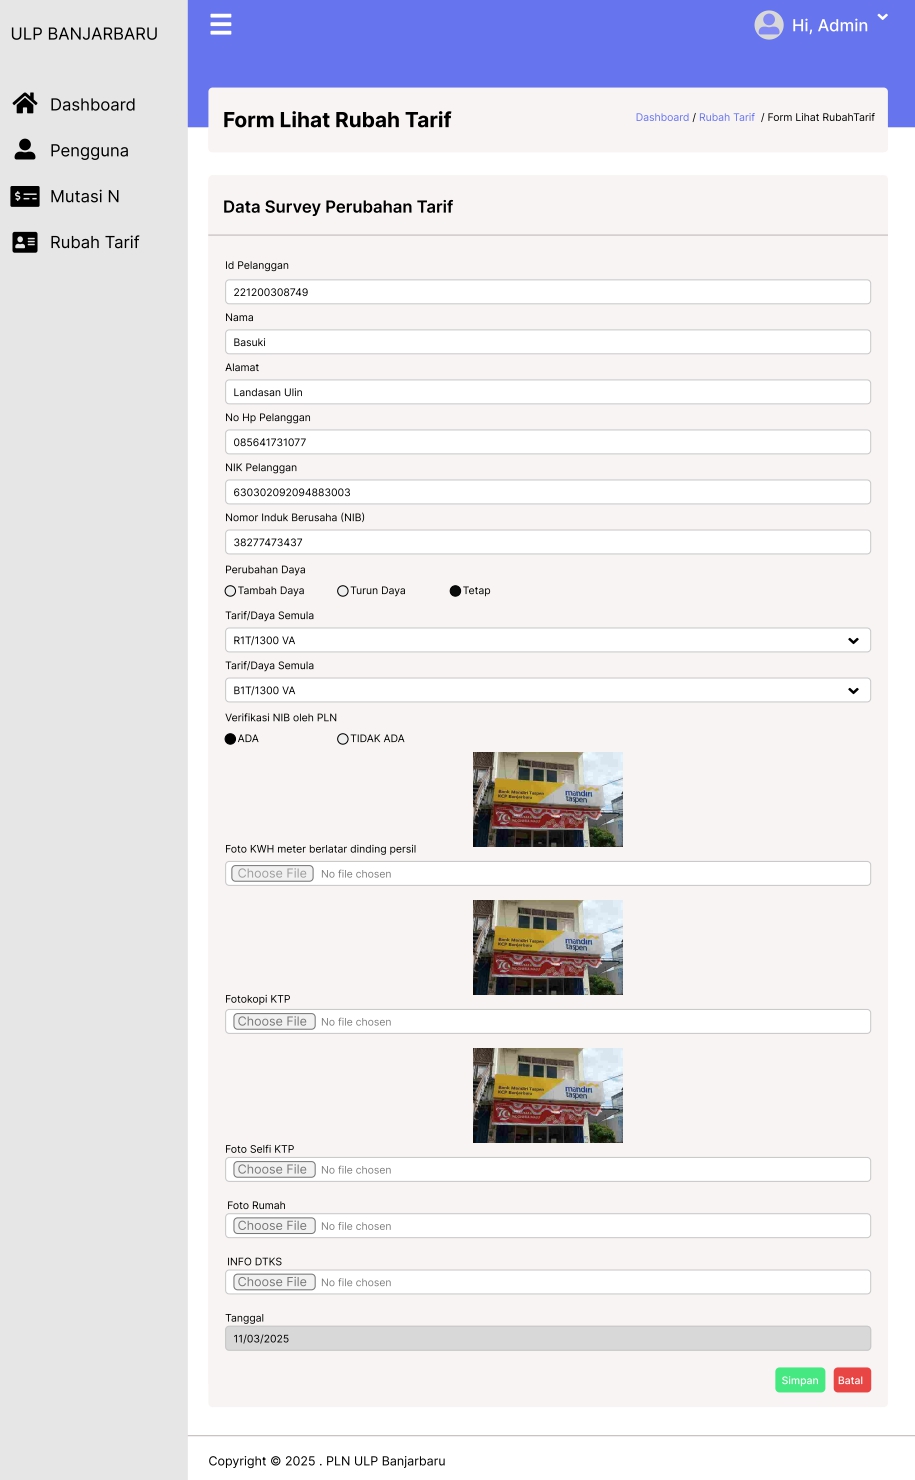 ULP BANJARBARU
Hi, Admin
Dashboard
Pengguna
Mutasi N
Rubah Tarif
Form Lihat Rubah Tarif
Dashboard / Rubah Tarif / Form Lihat RubahTarif
Data Survey Perubahan Tarif
Id Pelanggan
221200308749
Nama
Basuki
Alamat
Landasan Ulin
No Hp Pelanggan
085641731077
NIK Pelanggan
630302092094883003
Nomor Induk Berusaha (NIB)
38277473437
Perubahan Daya
Tambah Daya Turun Daya Tetap
Tarif/Daya Semula
R1T/1300 VA
Tarif/Daya Semula
B1T/1300 VA
Verifikasi NIB oleh PLN
ADA TIDAK ADA
Bank Mandiri Taspen
KCP Banjarbaru
mandiri
taspen
Foto KWH meter berlatar dinding persil
Choose File No file chosen
Bank Mandiri Taspen
KCP Banjarbaru
mandiri
taspen
Fotokopi KTP
Choose File No file chosen
Bank Mandiri Taspen
KCP Banjarbaru
mandiri
taspen
Foto Selfi KTP
Choose File No file chosen
Foto Rumah
Choose File No file chosen
INFO DTKS
Choose File No file chosen
Tanggal
11/03/2025
Simpan Batal
Copyright © 2025 . PLN ULP Banjarbaru